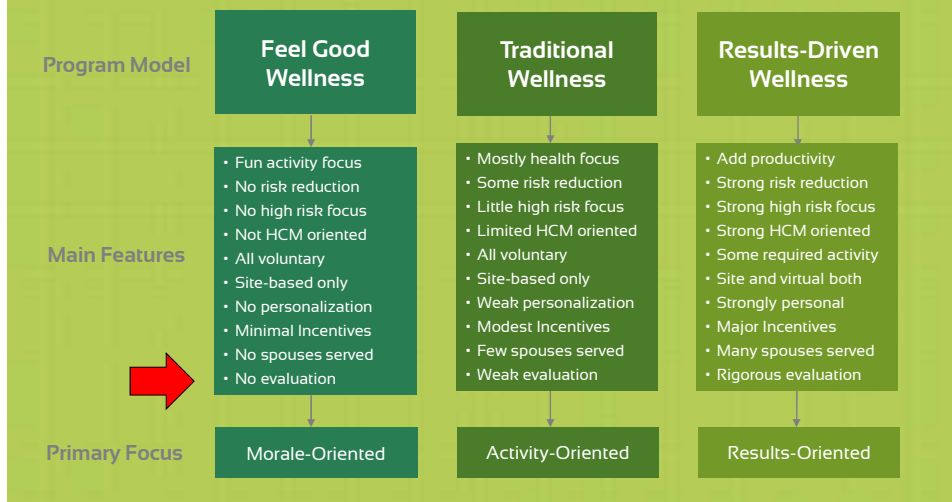 Program Model
Feel Good
Wellness
Traditional
Wellness
Results-Driven
Wellness
Main Features
• Fun activity focus
• No risk reduction
• No high risk focus
• Not HCM oriented
• All voluntary
• Site-based only
• No personalization
• Minimal Incentives
• No spouses served
• No evaluation
• Mostly health focus
• Some risk reduction
• Little high risk focus
• Limited HCM oriented
• All voluntary
• Site-based only
• Weak personalization
• Modest Incentives
• Few spouses served
• Weak evaluation
• Add productivity
• Strong risk reduction
• Strong high risk focus
• Strong HCM oriented
• Some required activity
• Site and virtual both
• Strongly personal
• Major Incentives
• Many spouses served
• Rigorous evaluation
Primary Focus
Morale-Oriented
Activity-Oriented
Results-Oriented